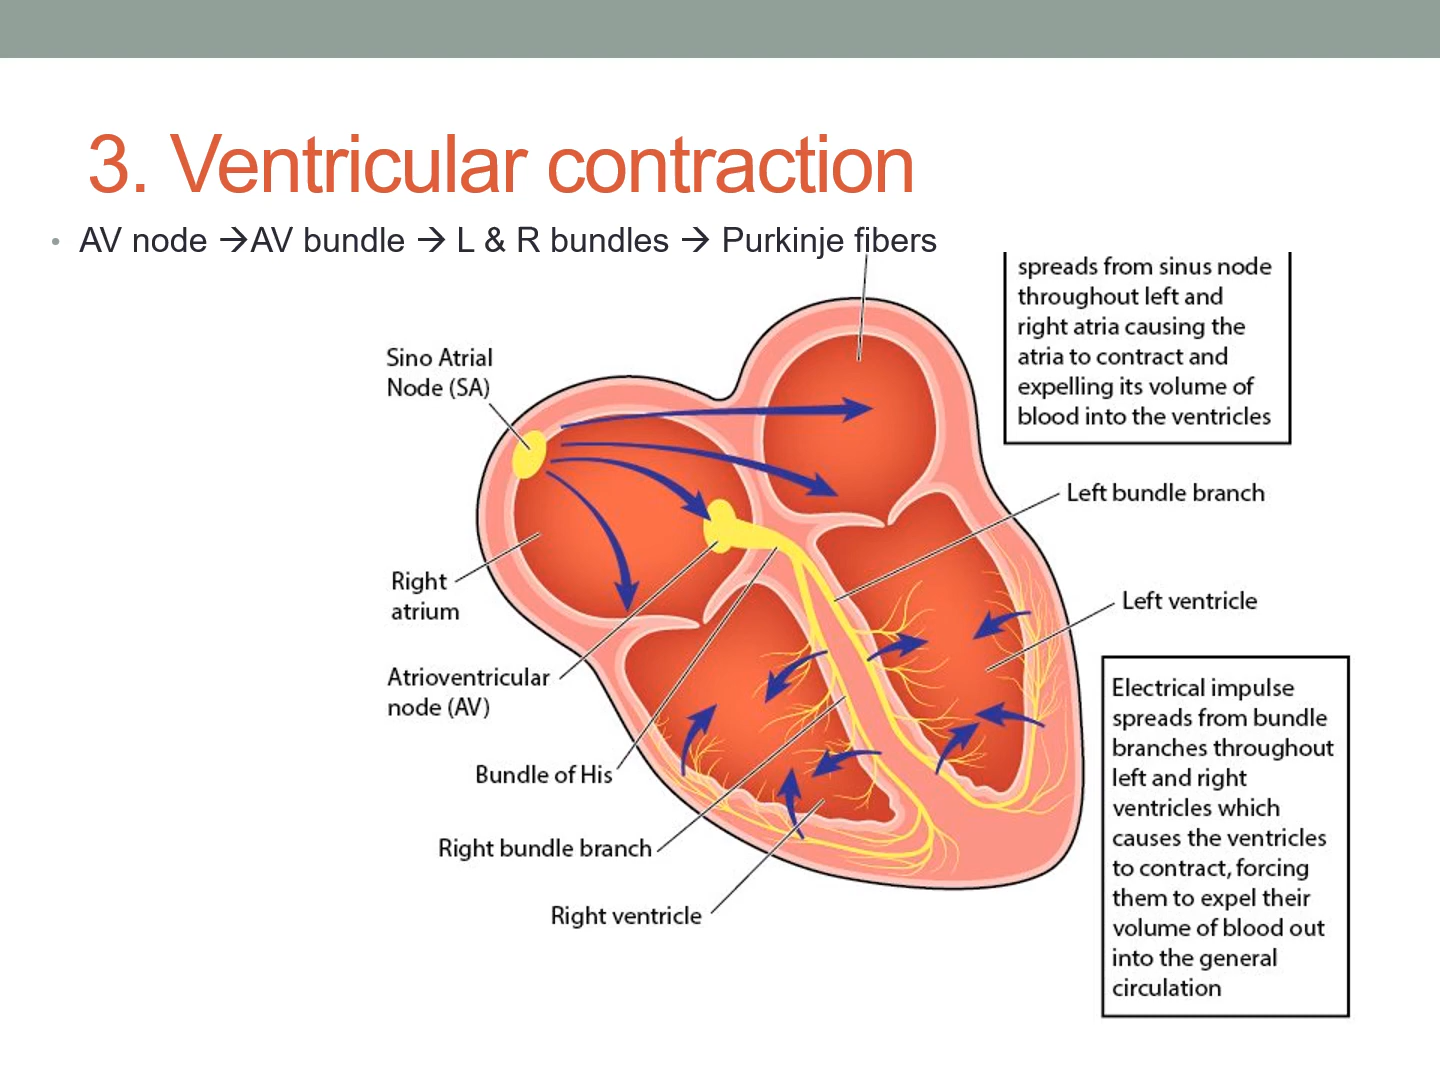 3. Ventricular contraction
• AV node →AV bundle → L & R bundles → Purkinje fibers
spreads from sinus node
throughout left and
right atria causing the
atria to contract and
expelling its volume of
blood into the ventricles
Sino Atrial
Node (SA)
Left bundle branch
Right
atrium
Left ventricle
Atrioventricular
node (AV)
Electrical impulse
spreads from bundle
branches throughout
left and right
ventricles which
causes the ventricles
to contract, forcing
them to expel their
volume of blood out
into the general
circulation
Bundle of His
Right bundle branch
Right ventricle